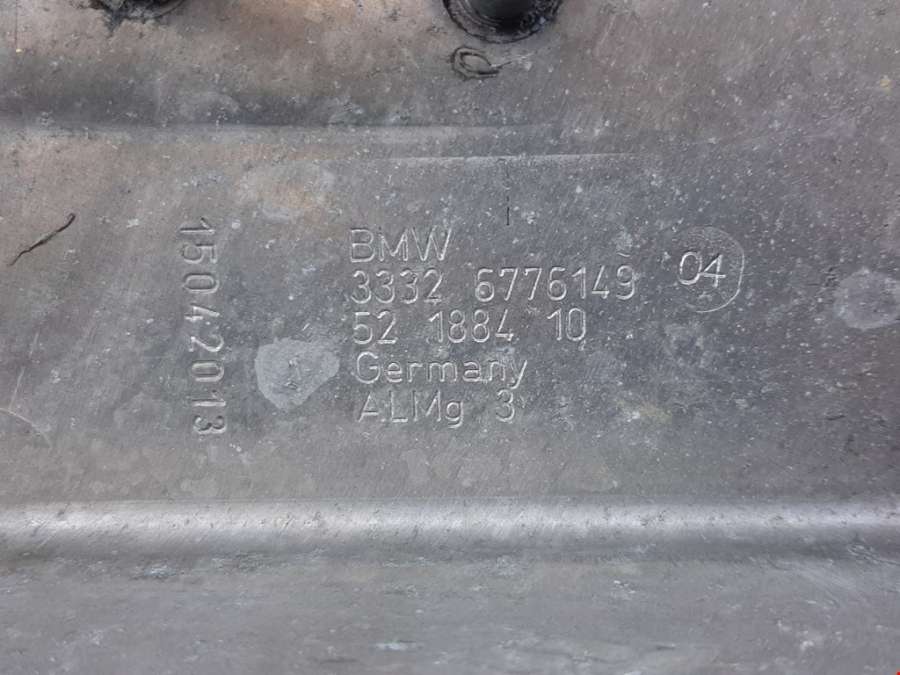 BMW
3332 6776149
04
52 1884 10
Germany
ALMg 3
15042013